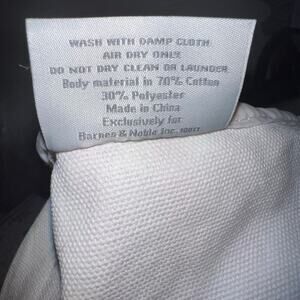 WASH WITH DAMP CLOTH
AIR DRY ONLY
DO NOT DRY CLEAN OR LAUNDER
Body material in 70% Cotton
30% Polyester
Made in China
Exclusively for
Barnes & Noble Inc. 10011